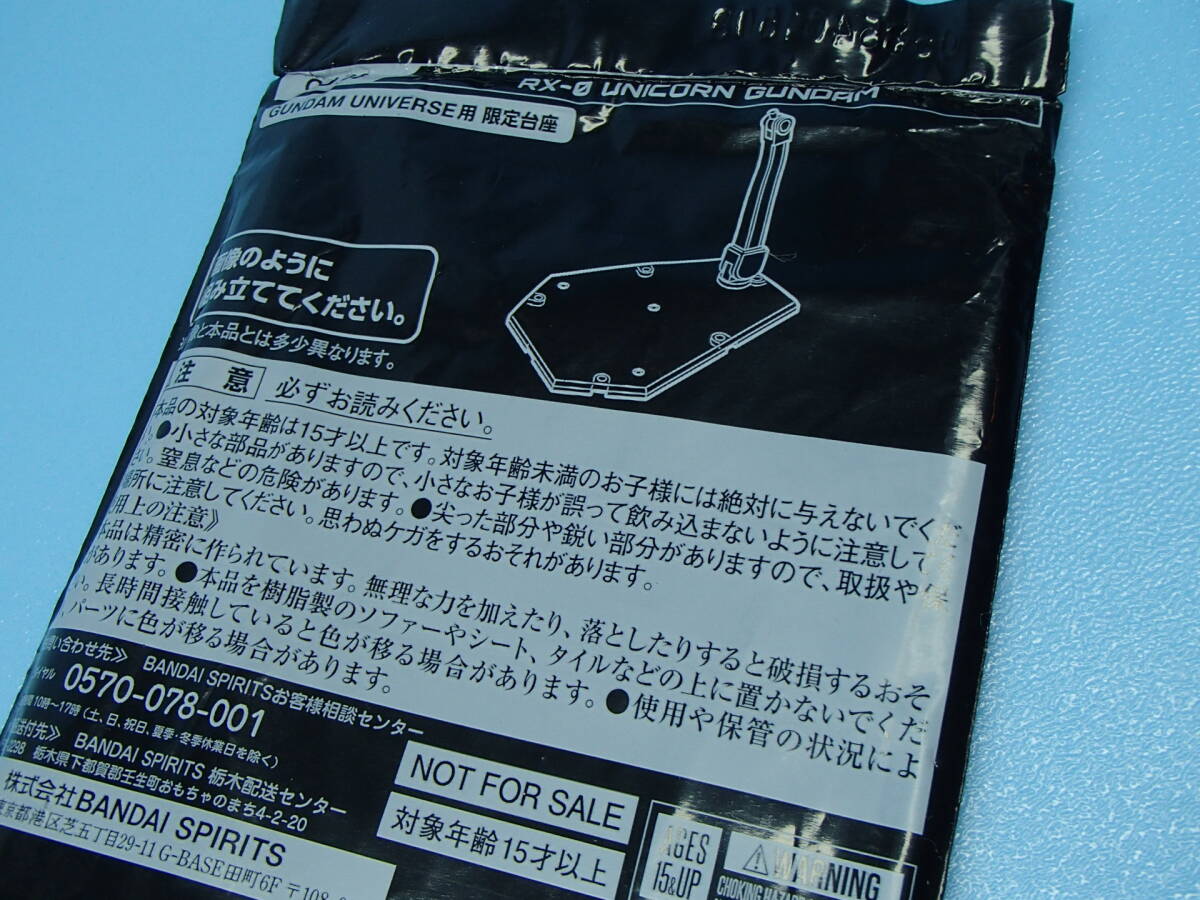 RX-0 UNICORN GUNDAM
GUNDAM UNIVERSE用 限定台座
像のように
み立ててください。
と本品とは多少異なります。
注意 必ずお読みください。
本品の対象年齢は15才以上です。対象年齢未満のお子様には絶対に与えないでくだ
●小さな部品がありますので、小さなお子様が誤って飲み込まないように注意して
さい。窒息などの危険があります。●尖った部分や鋭い部分がありますので、取扱や保
場所に注意してください。思わぬケガをするおそれがあります。
用上の注意》
本品は精密に作られています。無理な力を加えたり、落としたりすると破損するおそ
があります。●本品を樹脂製のソファーやシート、タイルなどの上に置かないでくだ
い。長時間接触していると色が移る場合があります。●使用や保管の状況によ
、パーツに色が移る場合があります。
問い合わせ先》 BANDAI SPIRITSお客様相談センター
イヤル 0570-078-001
10時〜17時(土、日、祝日、夏季・冬季休業日を除く)
送付先》 BANDAI SPIRITS 栃木配送センター
0298 栃木県下都賀郡壬生町おもちゃのまち4-2-20
株式会社BANDAI SPIRITS
東京都港区芝五丁目29-11 G-BASE田町6F 〒108-
NOT FOR SALE
対象年齢 15才以上
AGES
15&UP
WARNING
CHOKING HAZARD